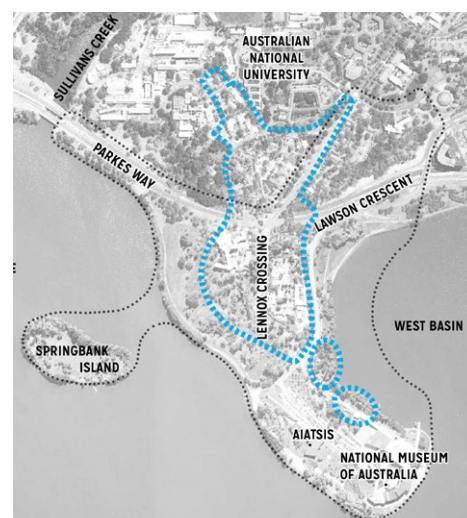 AUSTRALIAN
NATIONAL
UNIVERSITY
SULLIVANS CREEK
PARKES WAY
LAWSON CRESCENT
LENNOX CROSSING
WEST BASIN
SPRINGBANK
ISLAND
AIATSIS
NATIONAL MUSEUM
OF AUSTRALIA